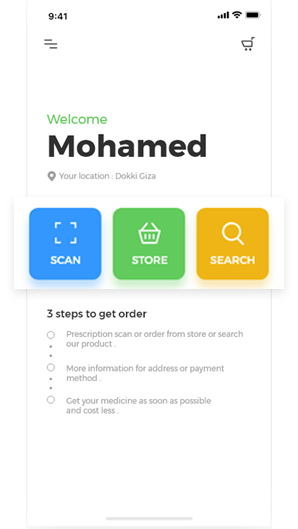 9:41
Welcome
Mohamed
Your location : Dokki Giza
SCAN
STORE
SEARCH
3 steps to get order
Prescription scan or order from store or search
our product .
More information for address or payment
method .
Get your medicine as soon as possible
and cost less .